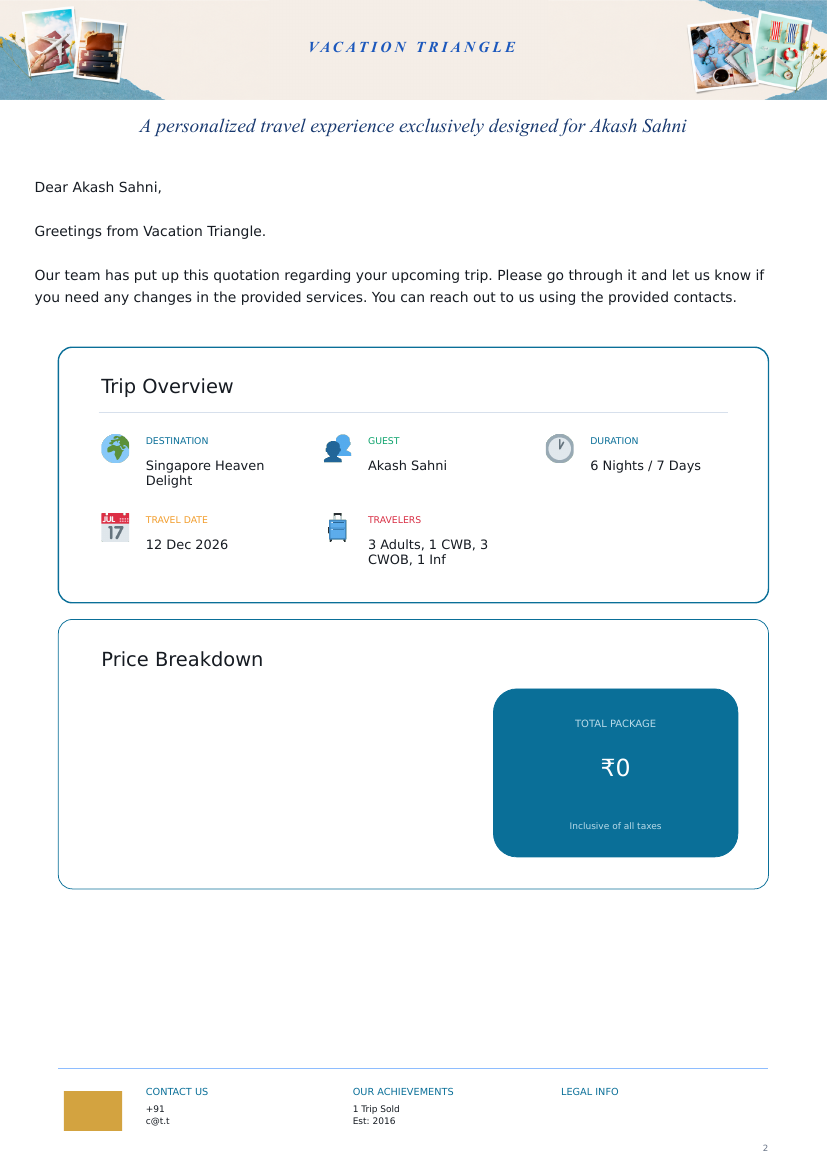 VACATION TRIANGLE
A personalized travel experience exclusively designed for Akash Sahni
Dear Akash Sahni,
Greetings from Vacation Triangle.
Our team has put up this quotation regarding your upcoming trip. Please go through it and let us know if
you need any changes in the provided services. You can reach out to us using the provided contacts.
Trip Overview
DESTINATION
Singapore Heaven
Delight
GUEST
Akash Sahni
DURATION
6 Nights / 7 Days
JUL
17
TRAVEL DATE
12 Dec 2026
TRAVELERS
3 Adults, 1 CWB, 3
CWOB, 1 Inf
Price Breakdown
TOTAL PACKAGE
₹0
Inclusive of all taxes
CONTACT US
+91
c@t.t
OUR ACHIEVEMENTS
1 Trip Sold
Est: 2016
LEGAL INFO
2